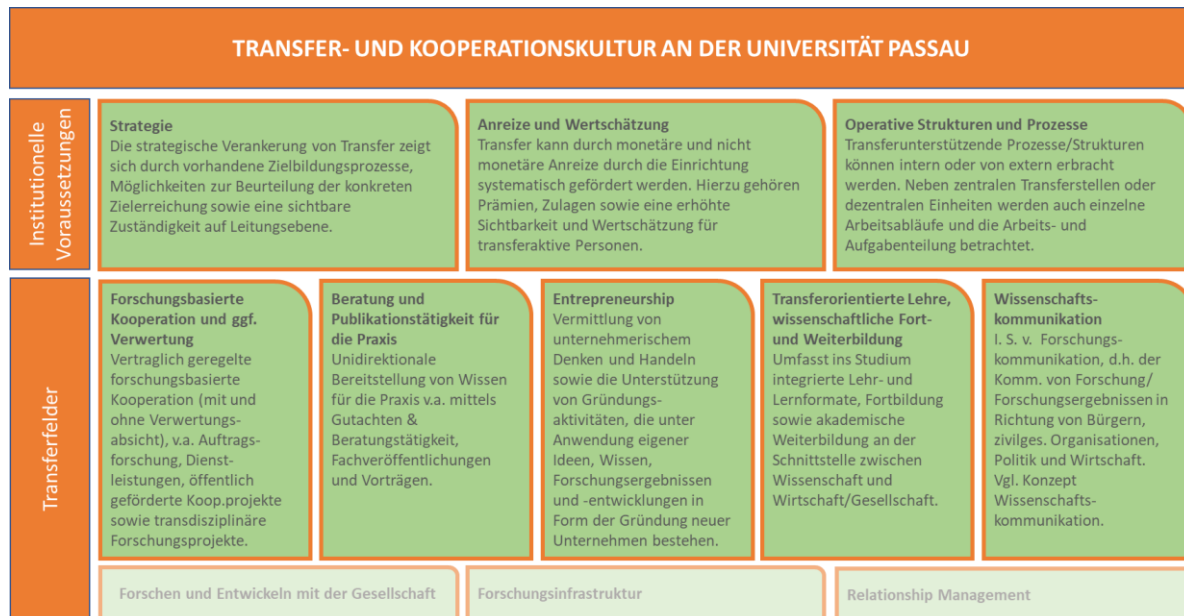 TRANSFER- UND KOOPERATIONSKULTUR AN DER UNIVERSITÄT PASSAU
Institutionelle
Voraussetzungen
Strategie
Die strategische Verankerung von Transfer zeigt
sich durch vorhandene Zielbildungsprozesse,
Möglichkeiten zur Beurteilung der konkreten
Zielerreichung sowie eine sichtbare
Zuständigkeit auf Leitungsebene.
Anreize und Wertschätzung
Transfer kann durch monetäre und nicht
monetäre Anreize durch die Einrichtung
systematisch gefördert werden. Hierzu gehören
Prämien, Zulagen sowie eine erhöhte
Sichtbarkeit und Wertschätzung für
transferaktive Personen.
Operative Strukturen und Prozesse
Transferunterstützende Prozesse/Strukturen
können intern oder von extern erbracht
werden. Neben zentralen Transferstellen oder
dezentralen Einheiten werden auch einzelne
Arbeitsabläufe und die Arbeits- und
Aufgabenteilung betrachtet.
Transferfelder
Forschungsbasierte
Kooperation und ggf.
Verwertung
Vertraglich geregelte
forschungsbasierte
Kooperation (mit und
ohne Verwertungs-
absicht), v.a. Auftrags-
forschung, Dienst-
leistungen, öffentlich
geförderte Koop.projekte
sowie transdisziplinäre
Forschungsprojekte.
Beratung und
Publikationstätigkeit für
die Praxis
Unidirektionale
Bereitstellung von Wissen
für die Praxis v.a. mittels
Gutachten &
Beratungstätigkeit,
Fachveröffentlichungen
und Vorträgen.
Entrepreneurship
Vermittlung von
unternehmerischem
Denken und Handeln
sowie die Unterstützung
von Gründungs-
aktivitäten, die unter
Anwendung eigener
Ideen, Wissen,
Forschungsergebnissen
und -entwicklungen in
Form der Gründung neuer
Unternehmen bestehen.
Transferorientierte Lehre,
wissenschaftliche Fort-
und Weiterbildung
Umfasst ins Studium
integrierte Lehr- und
Lernformate, Fortbildung
sowie akademische
Weiterbildung an der
Schnittstelle zwischen
Wissenschaft und
Wirtschaft/Gesellschaft.
Wissenschafts-
kommunikation
I. S. v. Forschungs-
kommunikation, d.h. der
Komm. von Forschung/
Forschungsergebnissen in
Richtung von Bürgern,
zivilges. Organisationen,
Politik und Wirtschaft.
Vgl. Konzept
Wissenschafts-
kommunikation.
Forschen und Entwickeln mit der Gesellschaft
Forschungsinfrastruktur
Relationship Management